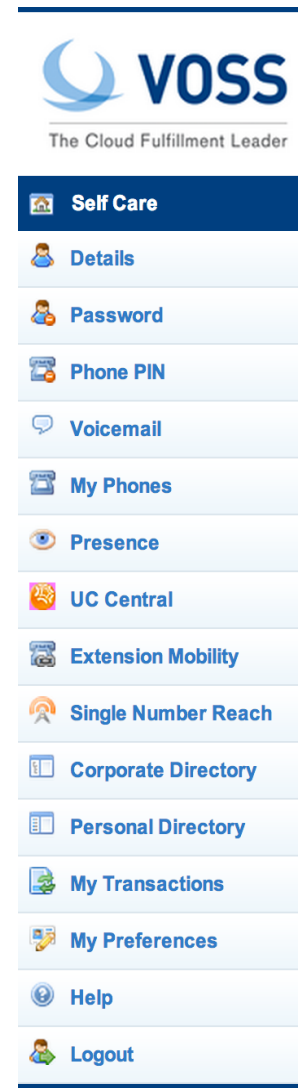 VOSS
The Cloud Fulfillment Leader
Self Care
Details
Password
Phone PIN
Voicemail
My Phones
Presence
UC Central
Extension Mobility
Single Number Reach
Corporate Directory
Personal Directory
My Transactions
My Preferences
Help
Logout